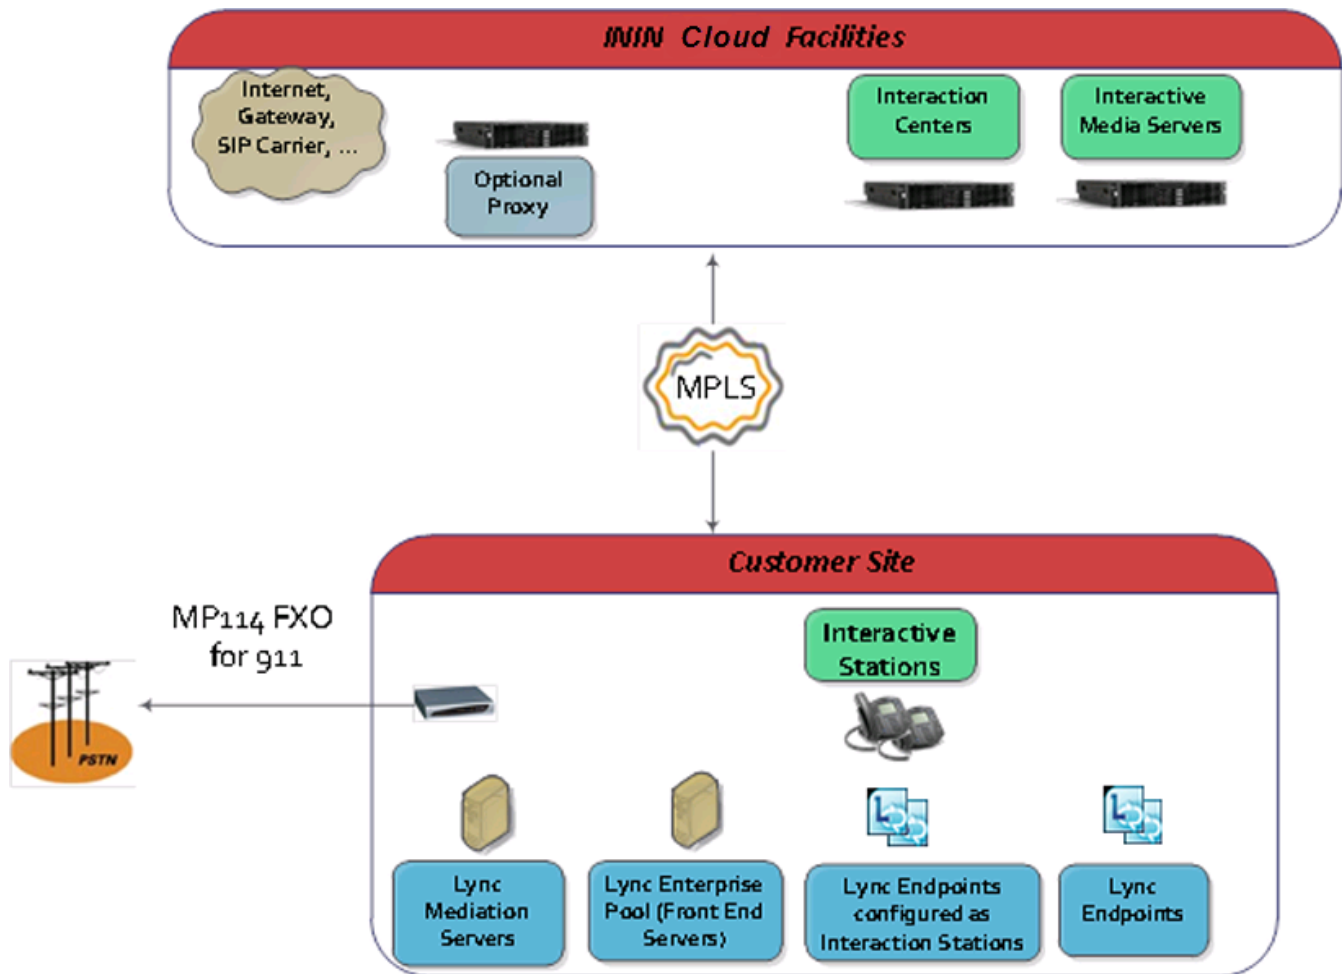 ININ Cloud Facilities
Internet,
Gateway,
SIP Carrier, ...
Optional
Proxy
Interaction
Centers
Interactive
Media Servers
MPLS
Customer Site
MP114 FXO
for 911
PSTN
Interactive
Stations
Lync
Mediation
Servers
Lync Enterprise
Pool (Front End
Servers)
Lync Endpoints
configured as
Interaction Stations
Lync
Endpoints